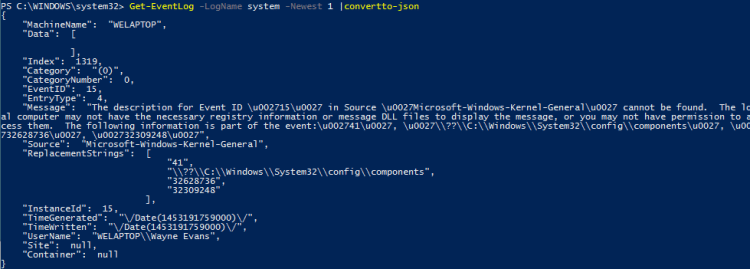 PS C:\WINDOWS\system32> Get-EventLog -LogName system -Newest 1 |convertto-json
{
    "MachineName":  "WELAPTOP",
    "Data":  [

             ],
    "Index":  1319,
    "Category":  "(0)",
    "CategoryNumber":  0,
    "EventID":  15,
    "EntryType":  4,
    "Message":  "The description for Event ID \u002715\u0027 in Source \u0027Microsoft-Windows-Kernel-General\u0027 cannot be found.  The lo
al computer may not have the necessary registry information or message DLL files to display the message, or you may not have permission to a
cess them.  The following information is part of the event:\u002741\u0027, \u0027\\??\\C:\\Windows\\System32\\config\\components\u0027, \u00
732628736\u0027, \u002732309248\u0027",
    "Source":  "Microsoft-Windows-Kernel-General",
    "ReplacementStrings":  [
                               "41",
                               "\\??\\C:\\Windows\\System32\\config\\components",
                               "32628736",
                               "32309248"
                           ],
    "InstanceId":  15,
    "TimeGenerated":  "\/Date(1453191759000)\/",
    "TimeWritten":  "\/Date(1453191759000)\/",
    "UserName":  "WELAPTOP\\Wayne Evans",
    "Site":  null,
    "Container":  null
}